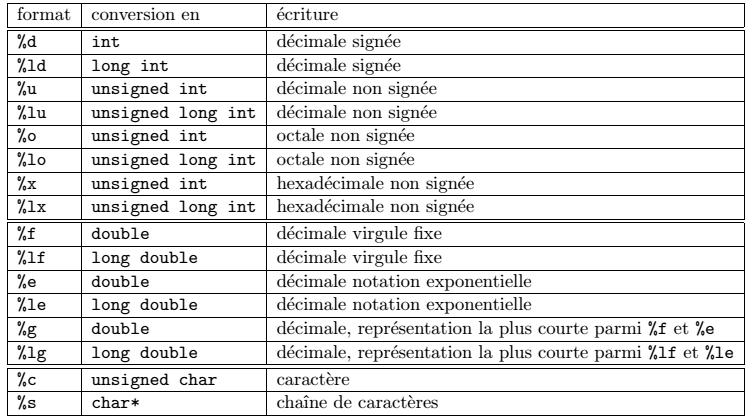 format conversion en écriture
%d int décimale signée
%ld long int décimale signée
%u unsigned int décimale non signée
%lu unsigned long int décimale non signée
%o unsigned int octale non signée
%lo unsigned long int octale non signée
%x unsigned int hexadécimale non signée
%lx unsigned long int hexadécimale non signée
%f double décimale virgule fixe
%lf long double décimale virgule fixe
%e double décimale notation exponentielle
%le long double décimale notation exponentielle
%g double décimale, représentation la plus courte parmi %f et %e
%lg long double décimale, représentation la plus courte parmi %lf et %le
%c unsigned char caractère
%s char* chaîne de caractères